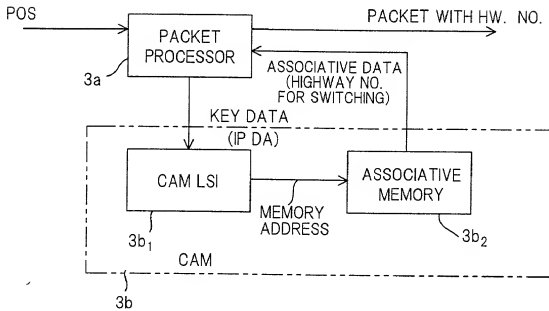 POS
PACKET WITH HW. NO.
PACKET
PROCESSOR
3a
ASSOCIATIVE DATA
(HIGHWAY NO.
FOR SWITCHING)
KEY DATA
(IP DA)
CAM LSI
ASSOCIATIVE
MEMORY
MEMORY
ADDRESS
3b1
3b2
CAM
3b